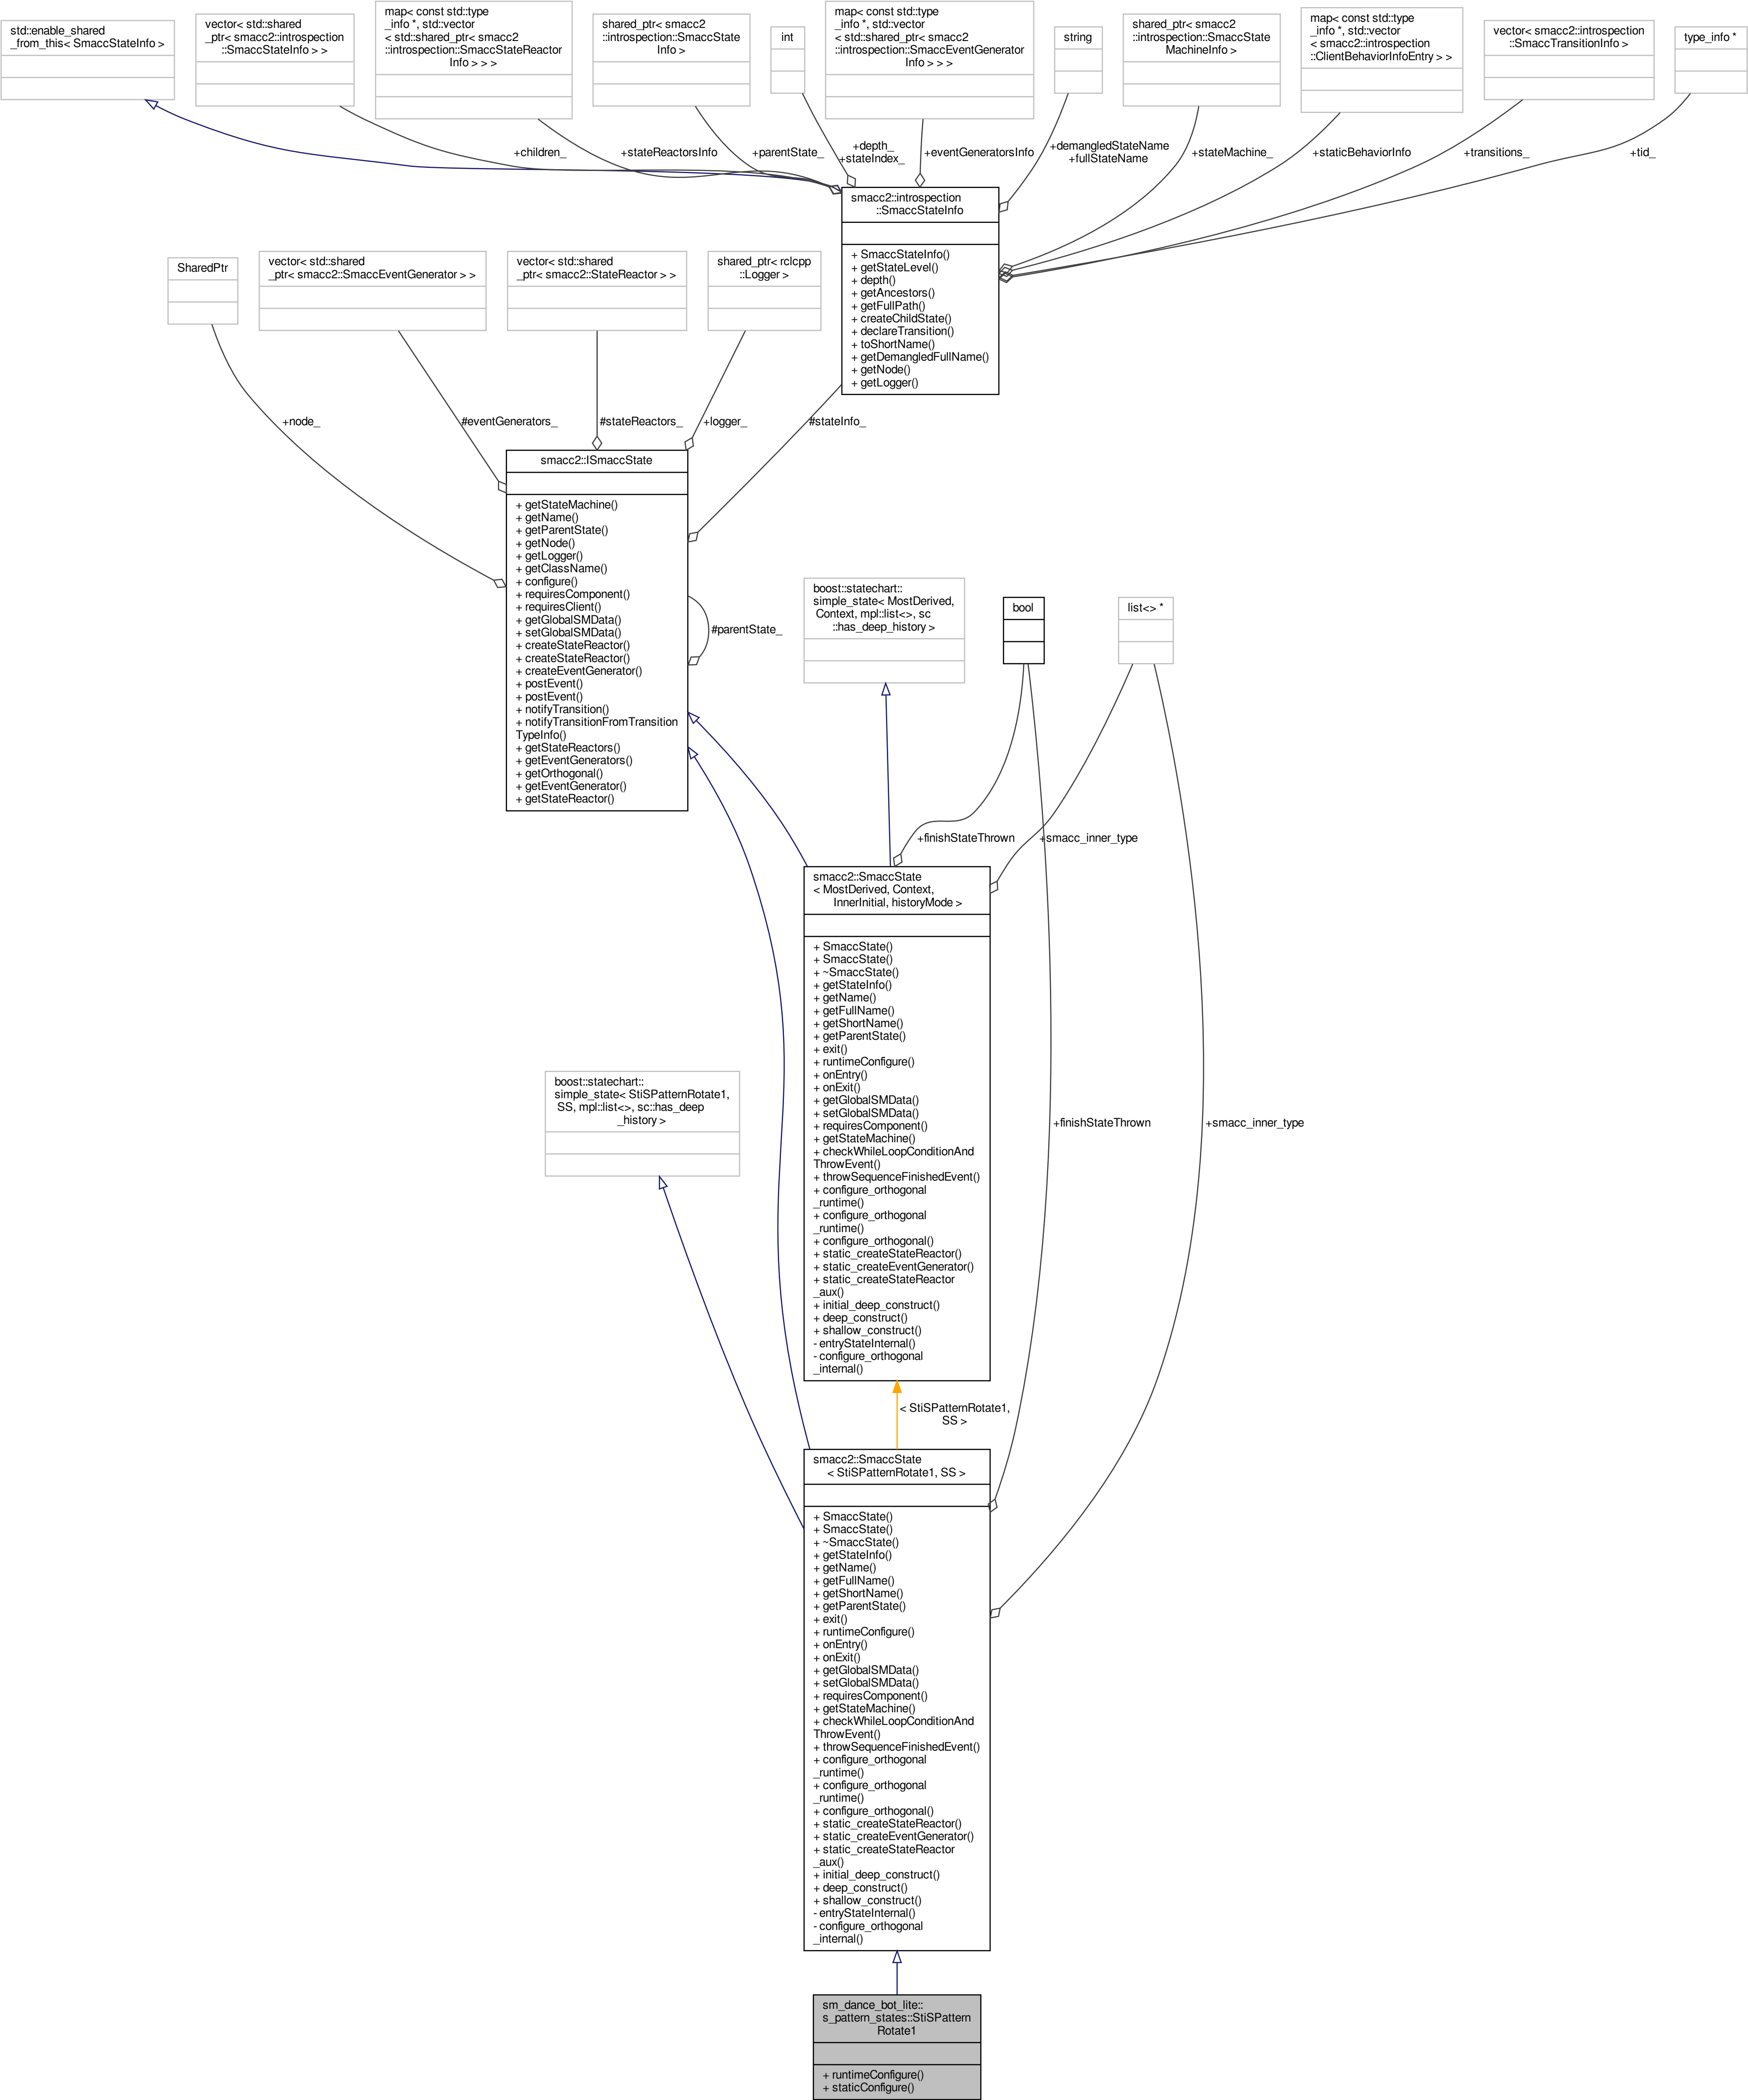 std::enable_shared
_from_this< SmaccStateInfo >
vector< std::shared
_ptr< smacc2::introspection
::SmaccStateInfo > >
map< const std::type
_info *, std::vector
< std::shared_ptr< smacc2
::introspection::SmaccStateReactor
Info > > >
shared_ptr< smacc2
::introspection::SmaccState
Info >
int
map< const std::type
_info *, std::vector
< std::shared_ptr< smacc2
::introspection::SmaccEventGenerator
Info > > >
string
shared_ptr< smacc2
::introspection::SmaccState
MachineInfo >
map< const std::type
_info *, std::vector
< smacc2::introspection
::ClientBehaviorInfoEntry > >
vector< smacc2::introspection
::SmaccTransitionInfo >
type_info *
+children_
+stateReactorsInfo
+parentState_
+depth_
+stateIndex_
+eventGeneratorsInfo
+demangledStateName
+fullStateName
+stateMachine_
+staticBehaviorInfo
+transitions_
+tid_
smacc2::introspection
::SmaccStateInfo
+ SmaccStateInfo()
+ getStateLevel()
+ depth()
+ getAncestors()
+ getFullPath()
+ createChildState()
+ declareTransition()
+ toShortName()
+ getDemangledFullName()
+ getNode()
+ getLogger()
SharedPtr
vector< std::shared
_ptr< smacc2::SmaccEventGenerator > >
vector< std::shared
_ptr< smacc2::StateReactor > >
shared_ptr< rclcpp
::Logger >
+node_
#eventGenerators_
#stateReactors_
+logger_
#stateInfo_
smacc2::ISmaccState
+ getStateMachine()
+ getName()
+ getParentState()
+ getNode()
+ getLogger()
+ getClassName()
+ configure()
+ requiresComponent()
+ requiresClient()
+ getGlobalSMData()
+ setGlobalSMData()
+ createStateReactor()
+ createStateReactor()
+ createEventGenerator()
+ postEvent()
+ postEvent()
+ notifyTransition()
+ notifyTransitionFromTransition
TypeInfo()
+ getStateReactors()
+ getEventGenerators()
+ getOrthogonal()
+ getEventGenerator()
+ getStateReactor()
#parentState_
boost::statechart::
simple_state< MostDerived,
Context, mpl::list<>, sc
::has_deep_history >
bool
list<> *
+finishStateThrown
+smacc_inner_type
smacc2::SmaccState
< MostDerived, Context,
InnerInitial, historyMode >
+ SmaccState()
+ SmaccState()
+ ~SmaccState()
+ getStateInfo()
+ getName()
+ getFullName()
+ getShortName()
+ getParentState()
+ exit()
+ runtimeConfigure()
+ onEntry()
+ onExit()
+ getGlobalSMData()
+ setGlobalSMData()
+ requiresComponent()
+ getStateMachine()
+ checkWhileLoopConditionAnd
ThrowEvent()
+ throwSequenceFinishedEvent()
+ configure_orthogonal
_runtime()
+ configure_orthogonal
_runtime()
+ configure_orthogonal()
+ static_createStateReactor()
+ static_createEventGenerator()
+ static_createStateReactor
_aux()
+ initial_deep_construct()
+ deep_construct()
+ shallow_construct()
- entryStateInternal()
- configure_orthogonal
_internal()
boost::statechart::
simple_state< StiSPatternRotate1,
SS, mpl::list<>, sc::has_deep
_history >
+finishStateThrown
+smacc_inner_type
< StiSPatternRotate1,
SS >
smacc2::SmaccState
< StiSPatternRotate1, SS >
+ SmaccState()
+ SmaccState()
+ ~SmaccState()
+ getStateInfo()
+ getName()
+ getFullName()
+ getShortName()
+ getParentState()
+ exit()
+ runtimeConfigure()
+ onEntry()
+ onExit()
+ getGlobalSMData()
+ setGlobalSMData()
+ requiresComponent()
+ getStateMachine()
+ checkWhileLoopConditionAnd
ThrowEvent()
+ throwSequenceFinishedEvent()
+ configure_orthogonal
_runtime()
+ configure_orthogonal
_runtime()
+ configure_orthogonal()
+ static_createStateReactor()
+ static_createEventGenerator()
+ static_createStateReactor
_aux()
+ initial_deep_construct()
+ deep_construct()
+ shallow_construct()
- entryStateInternal()
- configure_orthogonal
_internal()
sm_dance_bot_lite::
s_pattern_states::StiSPattern
Rotate1
+ runtimeConfigure()
+ staticConfigure()